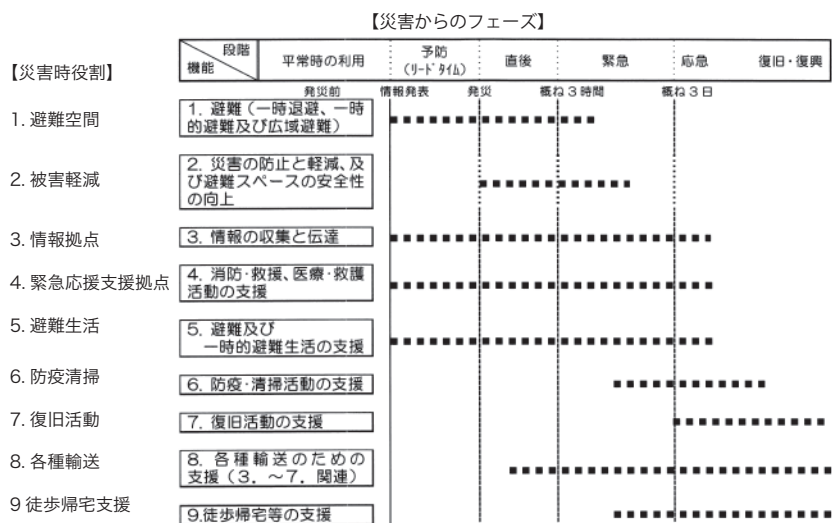 【災害からのフェーズ】
【災害時役割】
段階
機能
平常時の利用
予防
(リードタイム)
直後
緊急
応急
復旧・復興
発災前
情報発表
発災
概ね3時間
概ね3日
1. 避難空間
1. 避難(一時退避、一時
的避難及び広域避難)
2. 被害軽減
2. 災害の防止と軽減、及
び避難スペースの安全性
の向上
3. 情報拠点
3. 情報の収集と伝達
4. 緊急応援支援拠点
4. 消防・救援、医療・救護
活動の支援
5. 避難生活
5. 避難及び
一時的避難生活の支援
6. 防疫清掃
6. 防疫・清掃活動の支援
7. 復旧活動
7. 復旧活動の支援
8. 各種輸送
8. 各種輸送のための
支援(3. ～7. 関連)
9 徒歩帰宅支援
9.徒歩帰宅等の支援